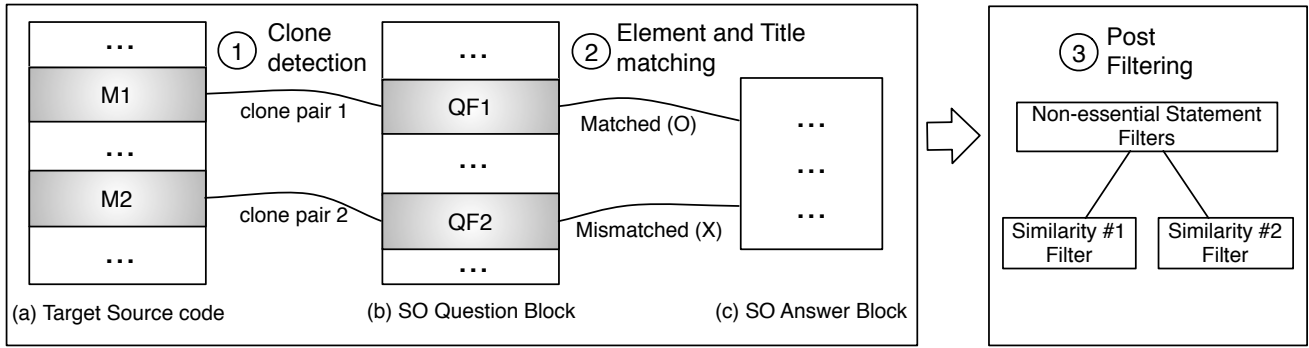 ...
M1
...
M2
...
1
Clone
detection
clone pair 1
clone pair 2
...
QF1
...
QF2
...
2
Element and Title
matching
Matched (O)
Mismatched (X)
...
...
...
(a) Target Source code
(b) SO Question Block
(c) SO Answer Block
3
Post
Filtering
Non-essential Statement
Filters
Similarity #1
Filter
Similarity #2
Filter